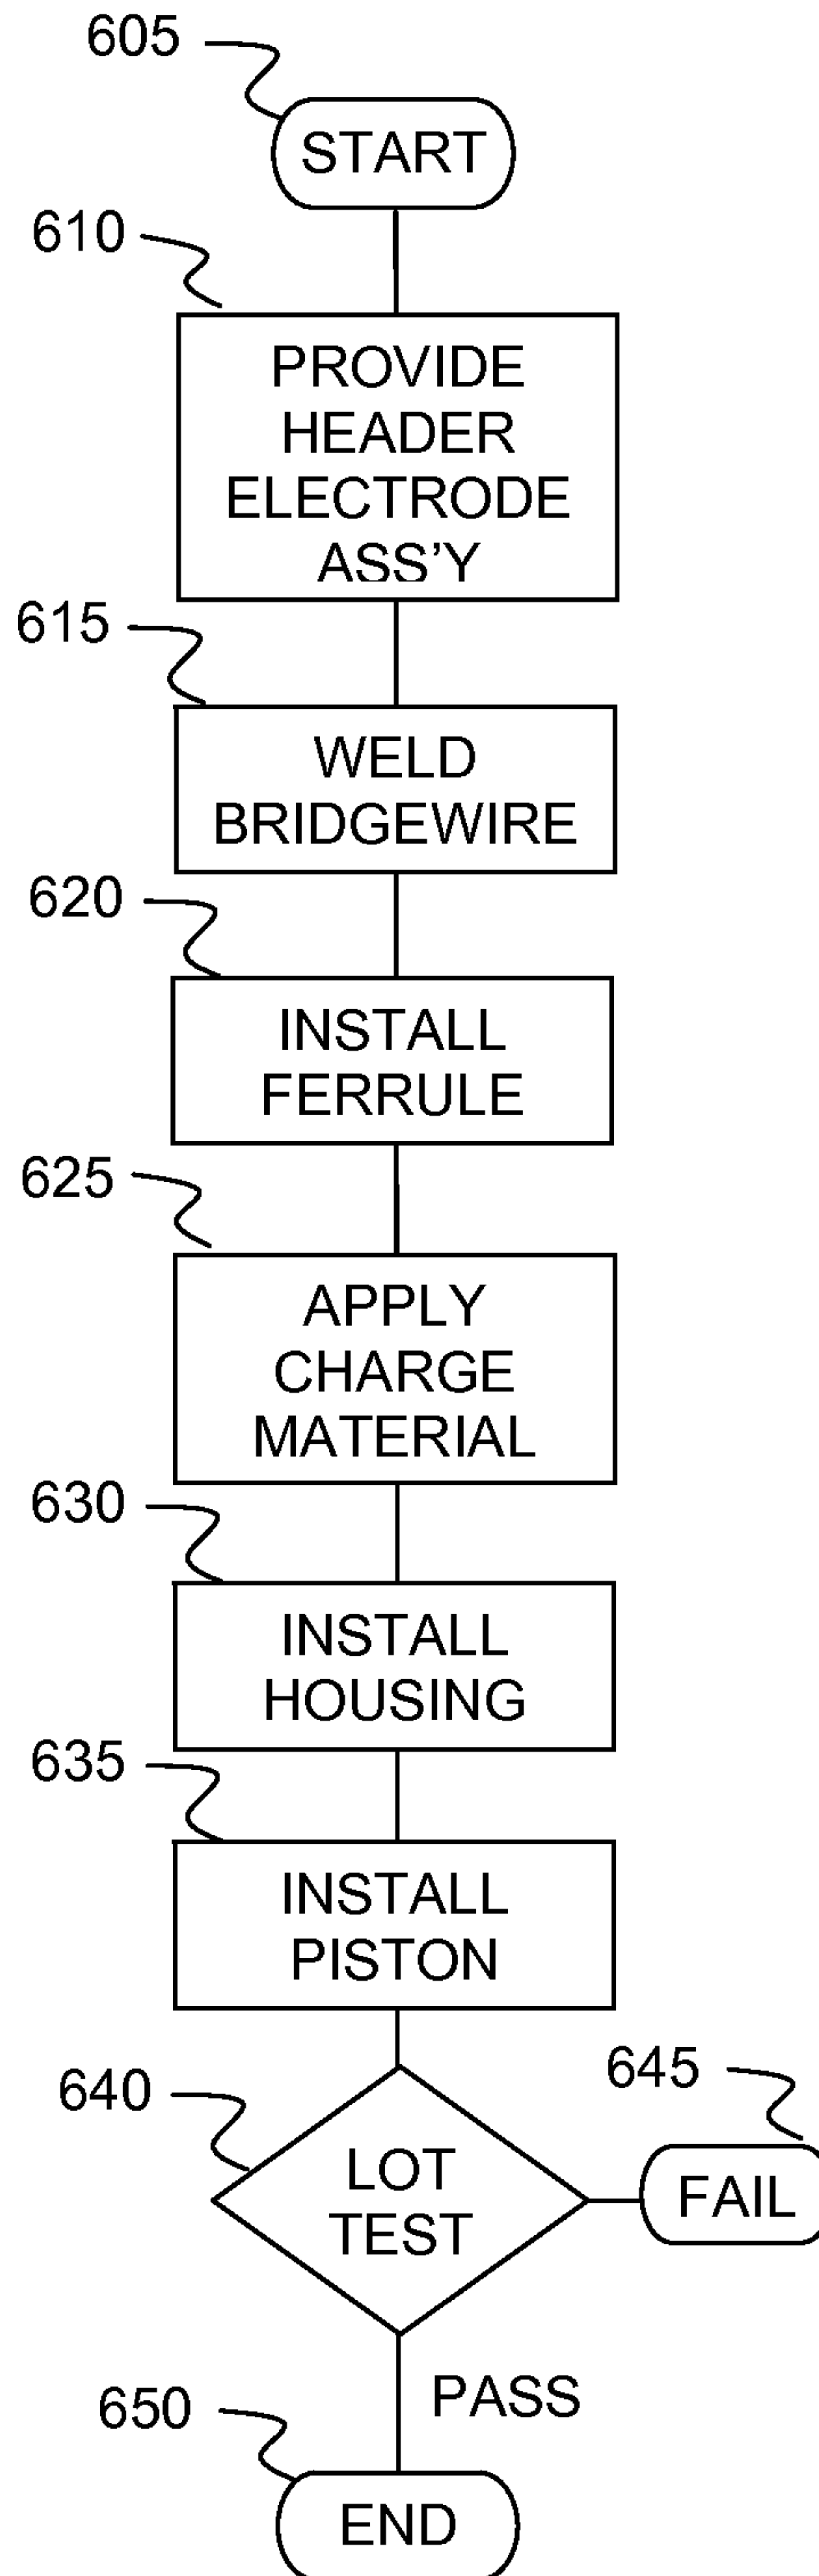 605
START
610
PROVIDE
HEADER
ELECTRODE
ASS'Y
615
WELD
BRIDGEWIRE
620
INSTALL
FERRULE
625
APPLY
CHARGE
MATERIAL
630
INSTALL
HOUSING
635
INSTALL
PISTON
640
LOT
TEST
645
FAIL
PASS
650
END